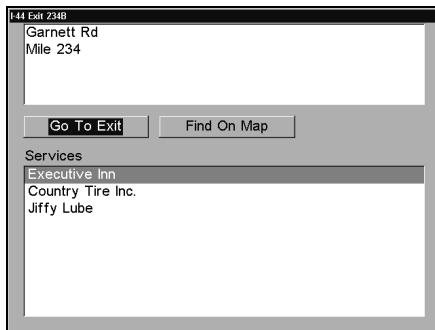 I-44 Exit 234B
Garnett Rd
Mile 234
Go To Exit Find On Map
Services
Executive Inn
Country Tire Inc.
Jiffy Lube